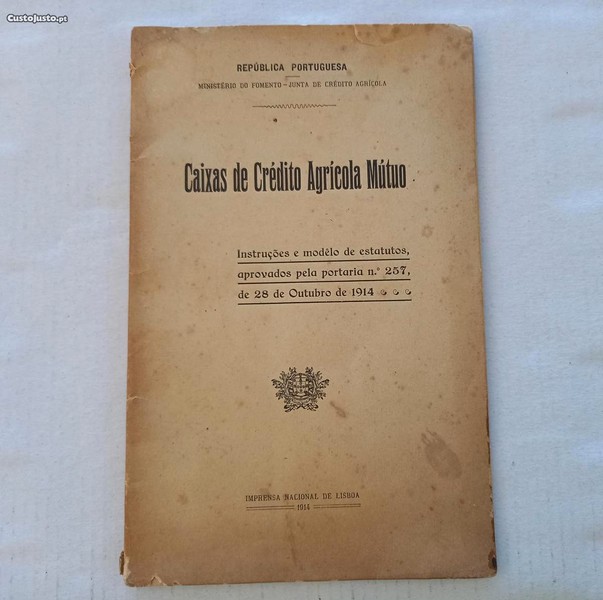 CustoJusto.pt
REPÚBLICA PORTUGUESA
MINISTÉRIO DO FOMENTO—JUNTA DE CRÉDITO AGRÍCOLA
Caixas de Crédito Agrícola Mútuo
Instruções e modêlo de estatutos,
aprovados pela portaria n.º 257,
de 28 de Outubro de 1914
IMPRENSA NACIONAL DE LISBOA
1914